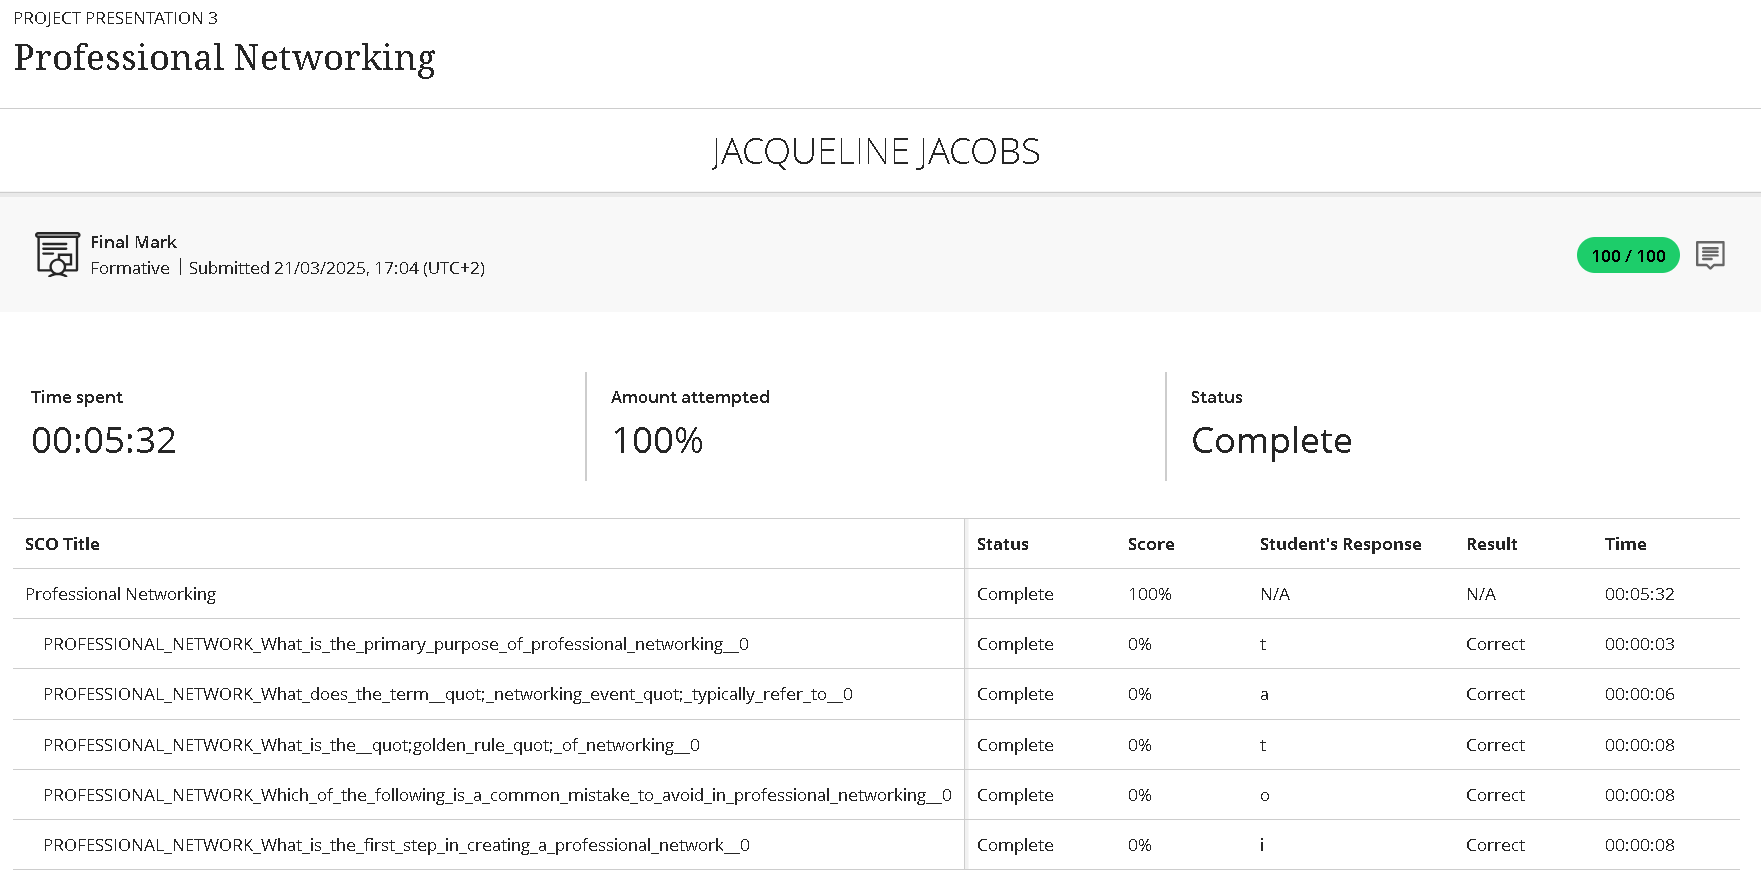 PROJECT PRESENTATION 3
Professional Networking
JACQUELINE JACOBS
Final Mark
Formative | Submitted 21/03/2025, 17:04 (UTC+2)
100 / 100
Time spent
00:05:32
Amount attempted
100%
Status
Complete
SCO Title Status Score Student's Response Result Time
Professional Networking Complete 100% N/A N/A 00:05:32
PROFESSIONAL_NETWORK_What_is_the_primary_purpose_of_professional_networking__0 Complete 0% t Correct 00:00:03
PROFESSIONAL_NETWORK_What_does_the_term__quot;_networking_event_quot;_typically_refer_to__0 Complete 0% a Correct 00:00:06
PROFESSIONAL_NETWORK_What_is_the__quot;golden_rule_quot;_of_networking__0 Complete 0% t Correct 00:00:08
PROFESSIONAL_NETWORK_Which_of_the_following_is_a_common_mistake_to_avoid_in_professional_networking__0 Complete 0% o Correct 00:00:08
PROFESSIONAL_NETWORK_What_is_the_first_step_in_creating_a_professional_network__0 Complete 0% i Correct 00:00:08